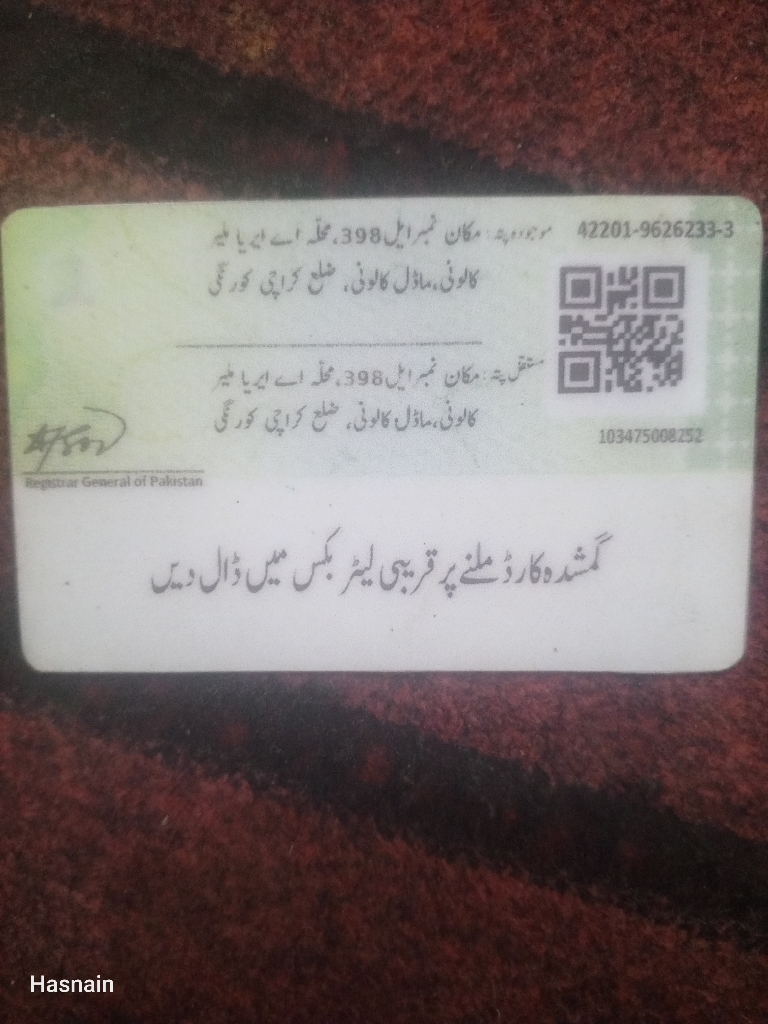 42201-9626233-3
موجودہ پتہ: مکان نمبر ایل 398، محلّہ اے ایریا ملیر
کالونی، ماڈل کالونی، ضلع کراچی کورنگی
مستقل پتہ: مکان نمبر ایل 398، محلّہ اے ایریا ملیر
کالونی، ماڈل کالونی، ضلع کراچی کورنگی
103475008252
Registrar General of Pakistan
گمشدہ کارڈ ملنے پر قریبی لیٹر بکس میں ڈال دیں
Hasnain